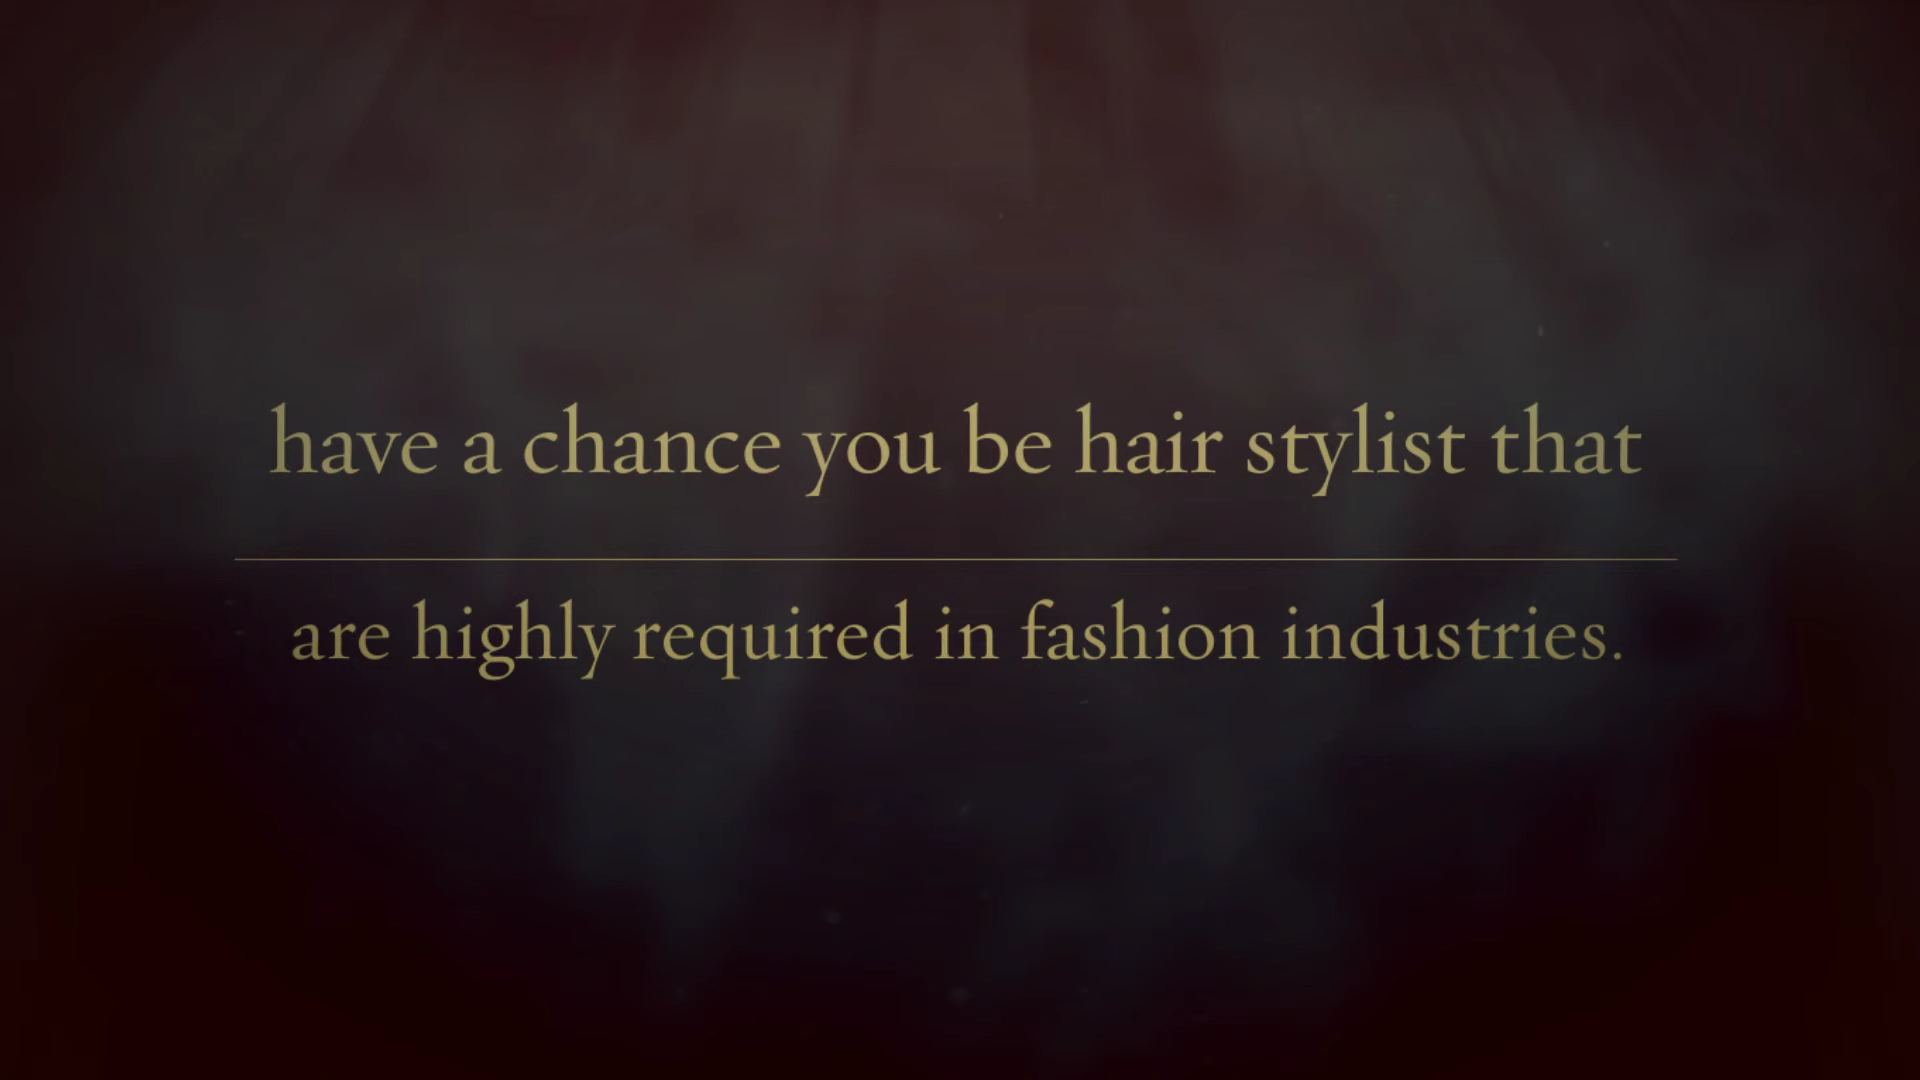 have a chance you be hair stylist that
are highly required in fashion industries.